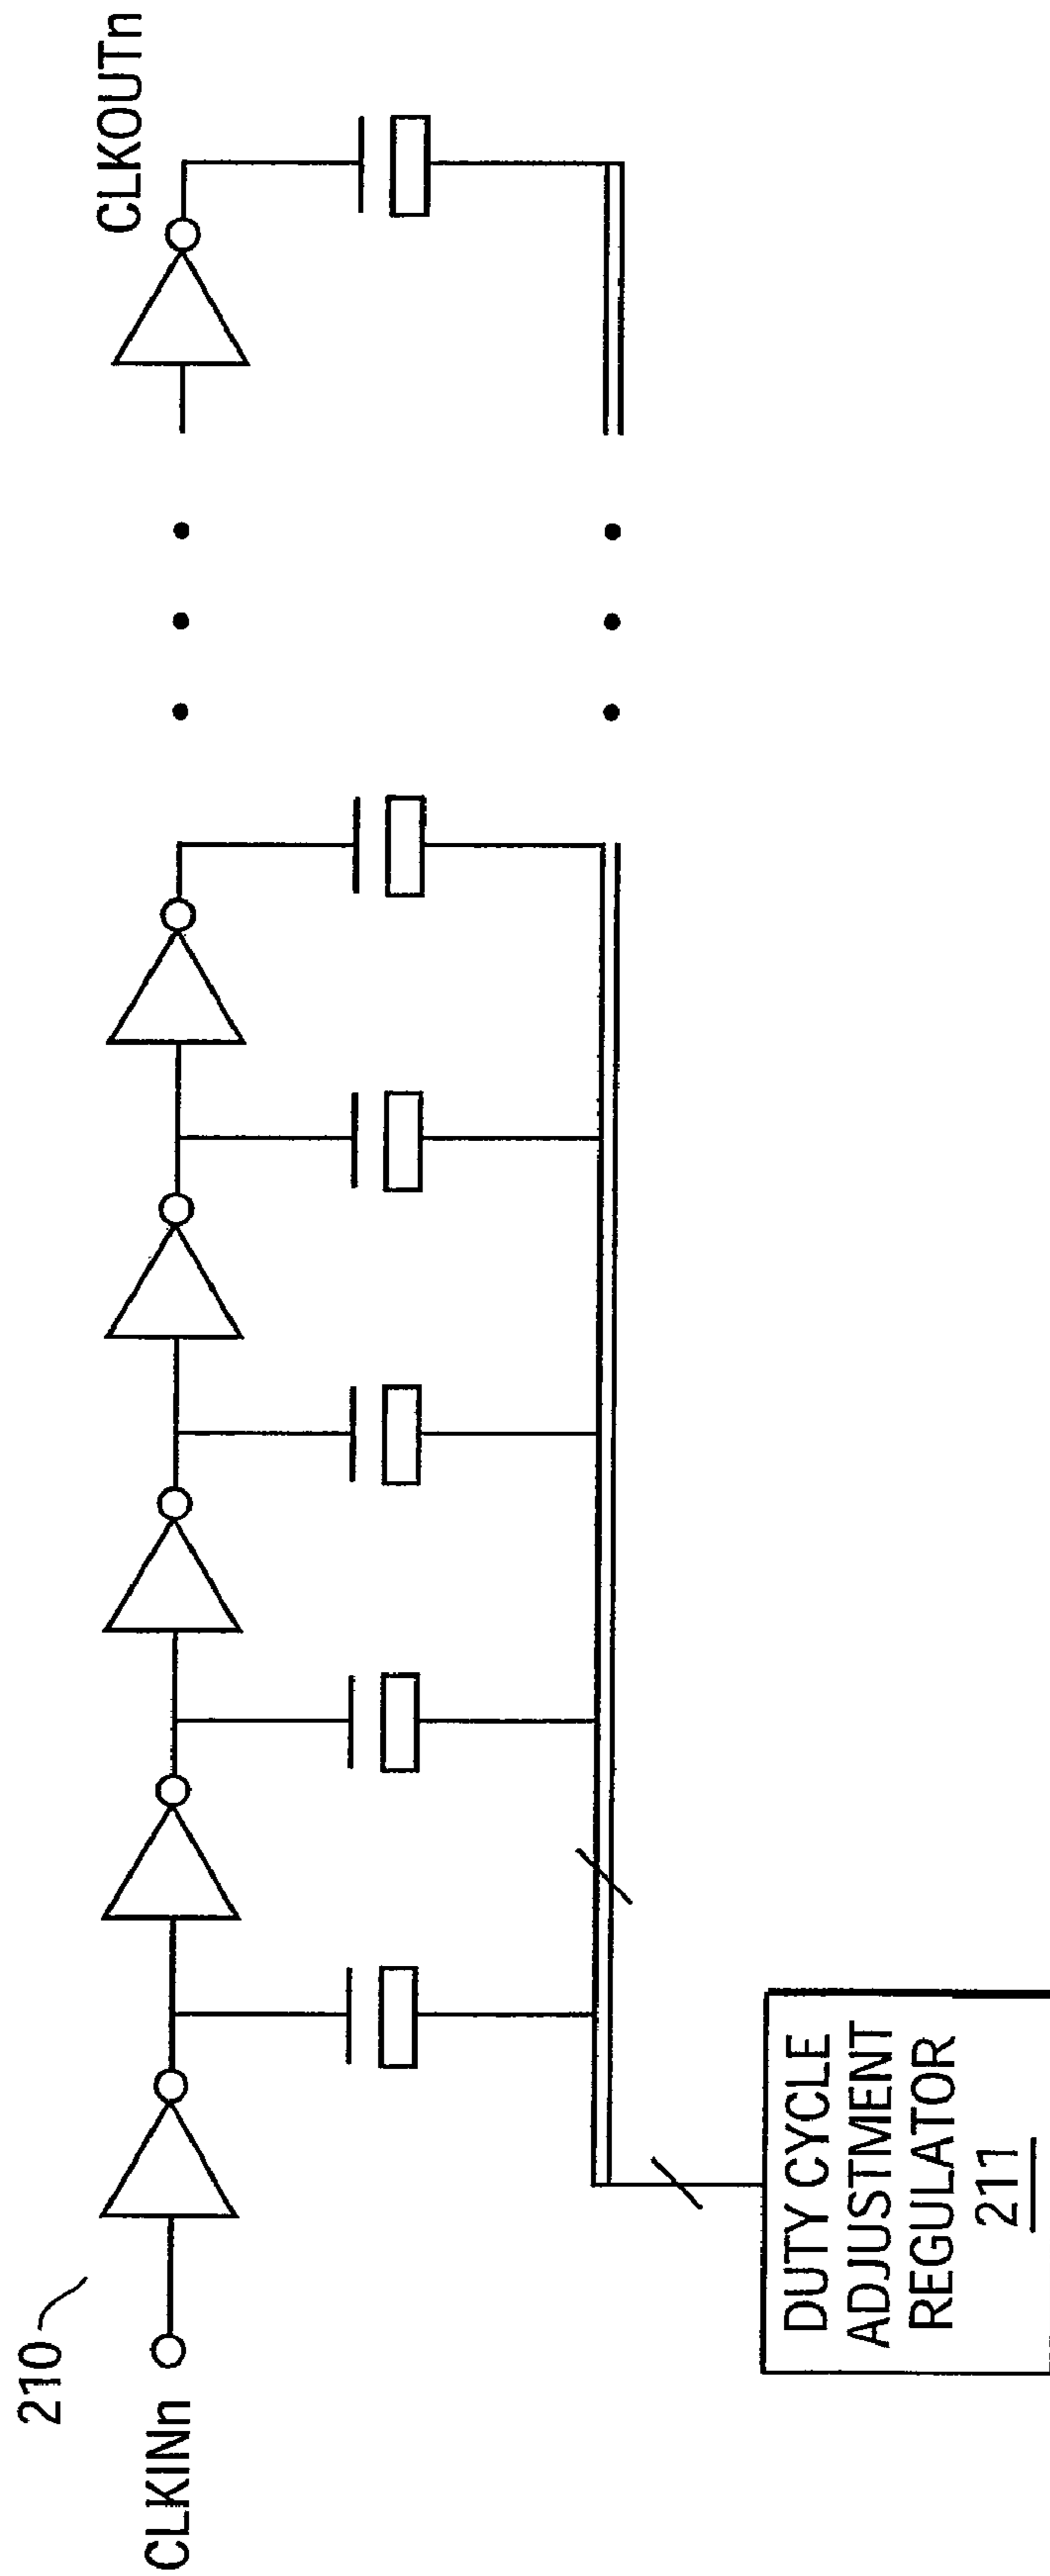 210
CLKINn
CLKOUTn
DUTY CYCLE
ADJUSTMENT
REGULATOR
211